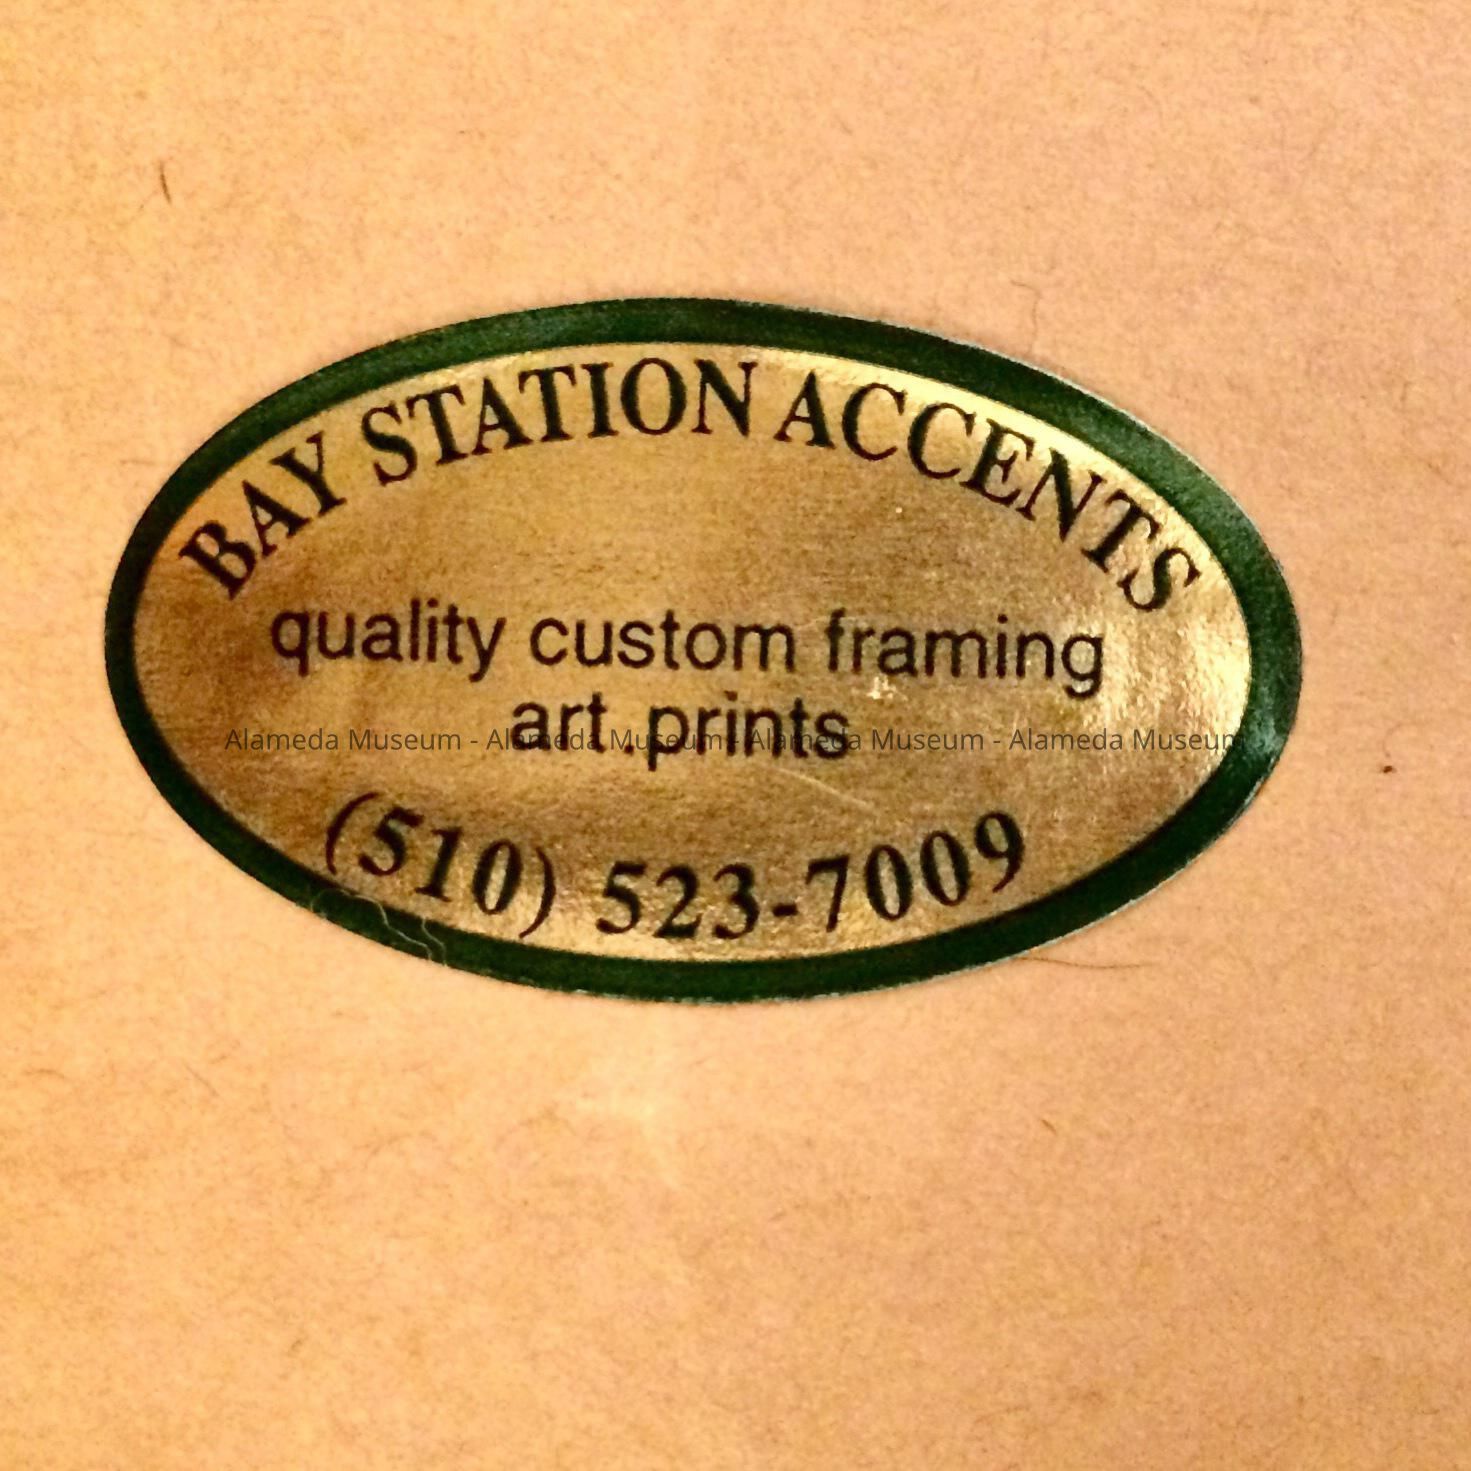 BAY STATION ACCENTS
quality custom framing
art.prints
Alameda Museum - Alameda Museum - Alameda Museum - Alameda Museum
(510) 523-7009